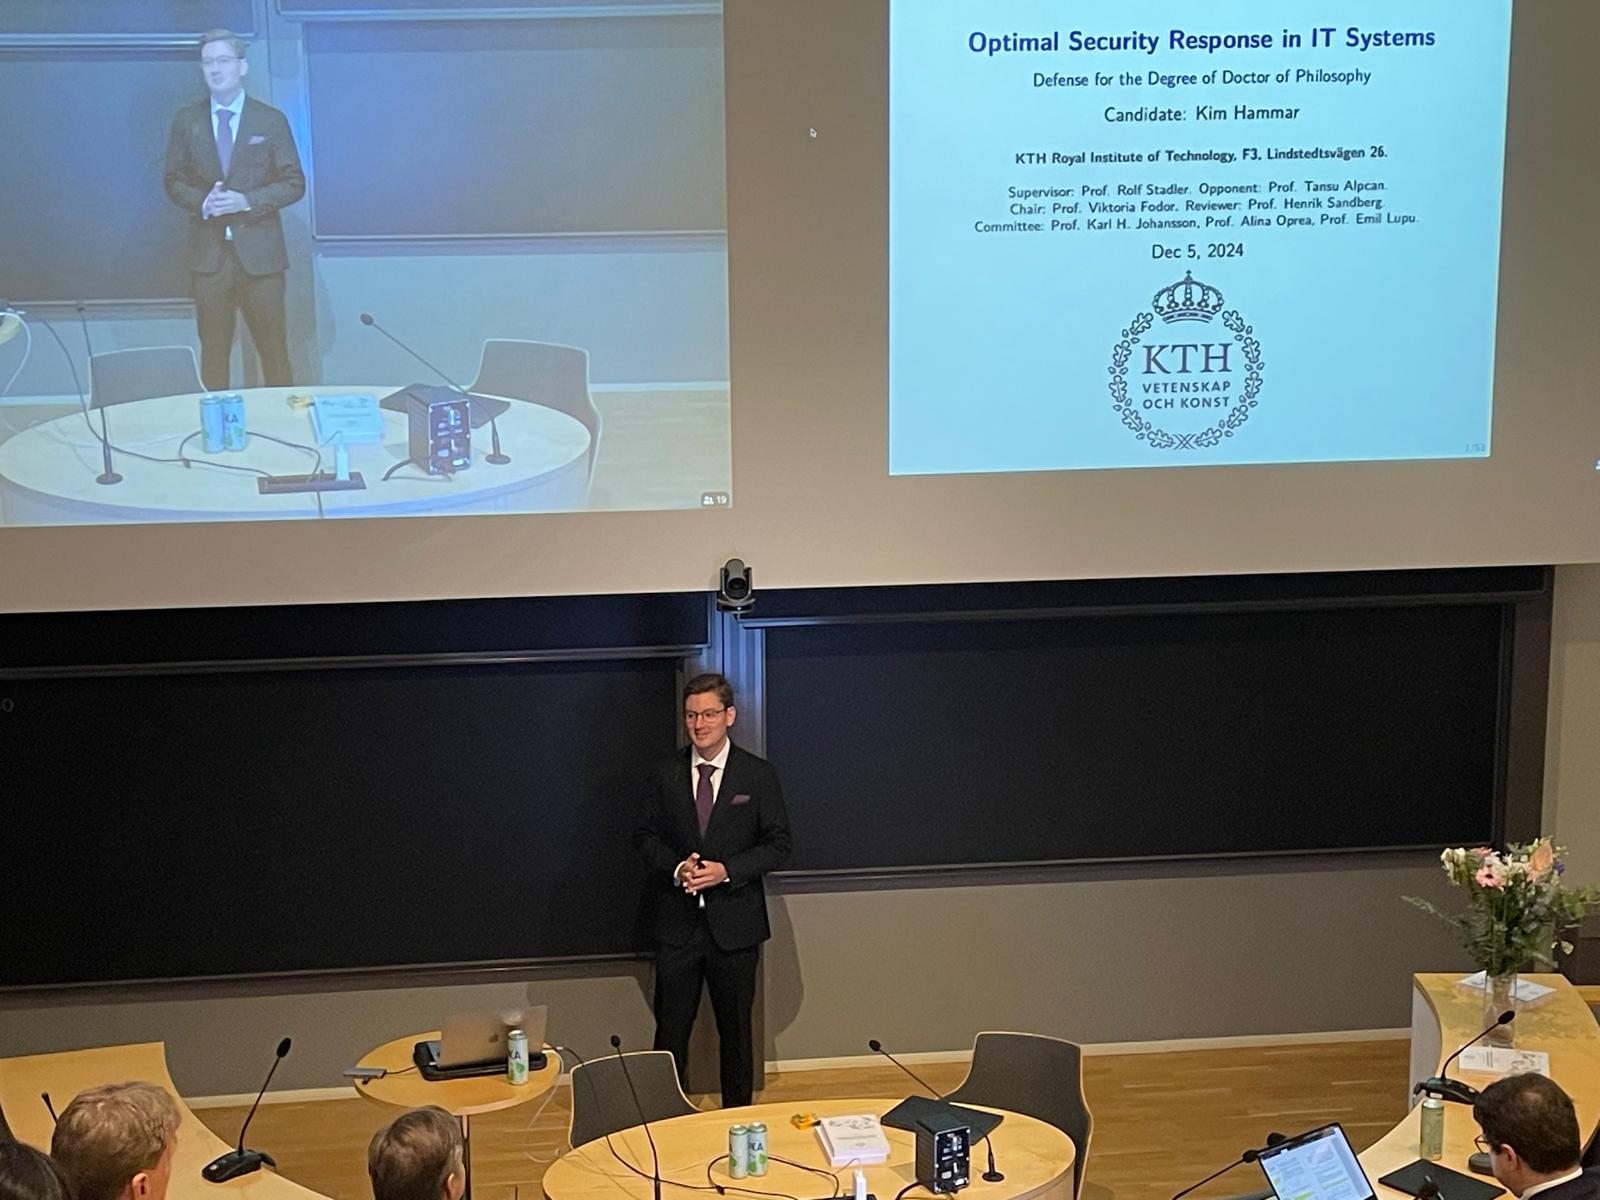 Optimal Security Response in IT Systems
Defense for the Degree of Doctor of Philosophy
Candidate: Kim Hammar
KTH Royal Institute of Technology, F3, Lindstedtsvägen 26.
Supervisor: Prof. Rolf Stadler. Opponent: Prof. Tansu Alpcan.
Chair: Prof. Viktoria Fodor. Reviewer: Prof. Henrik Sandberg.
Committee: Prof. Karl H. Johansson, Prof. Alina Oprea, Prof. Emil Lupu.
Dec 5, 2024
KTH
VETENSKAP
OCH KONST
19